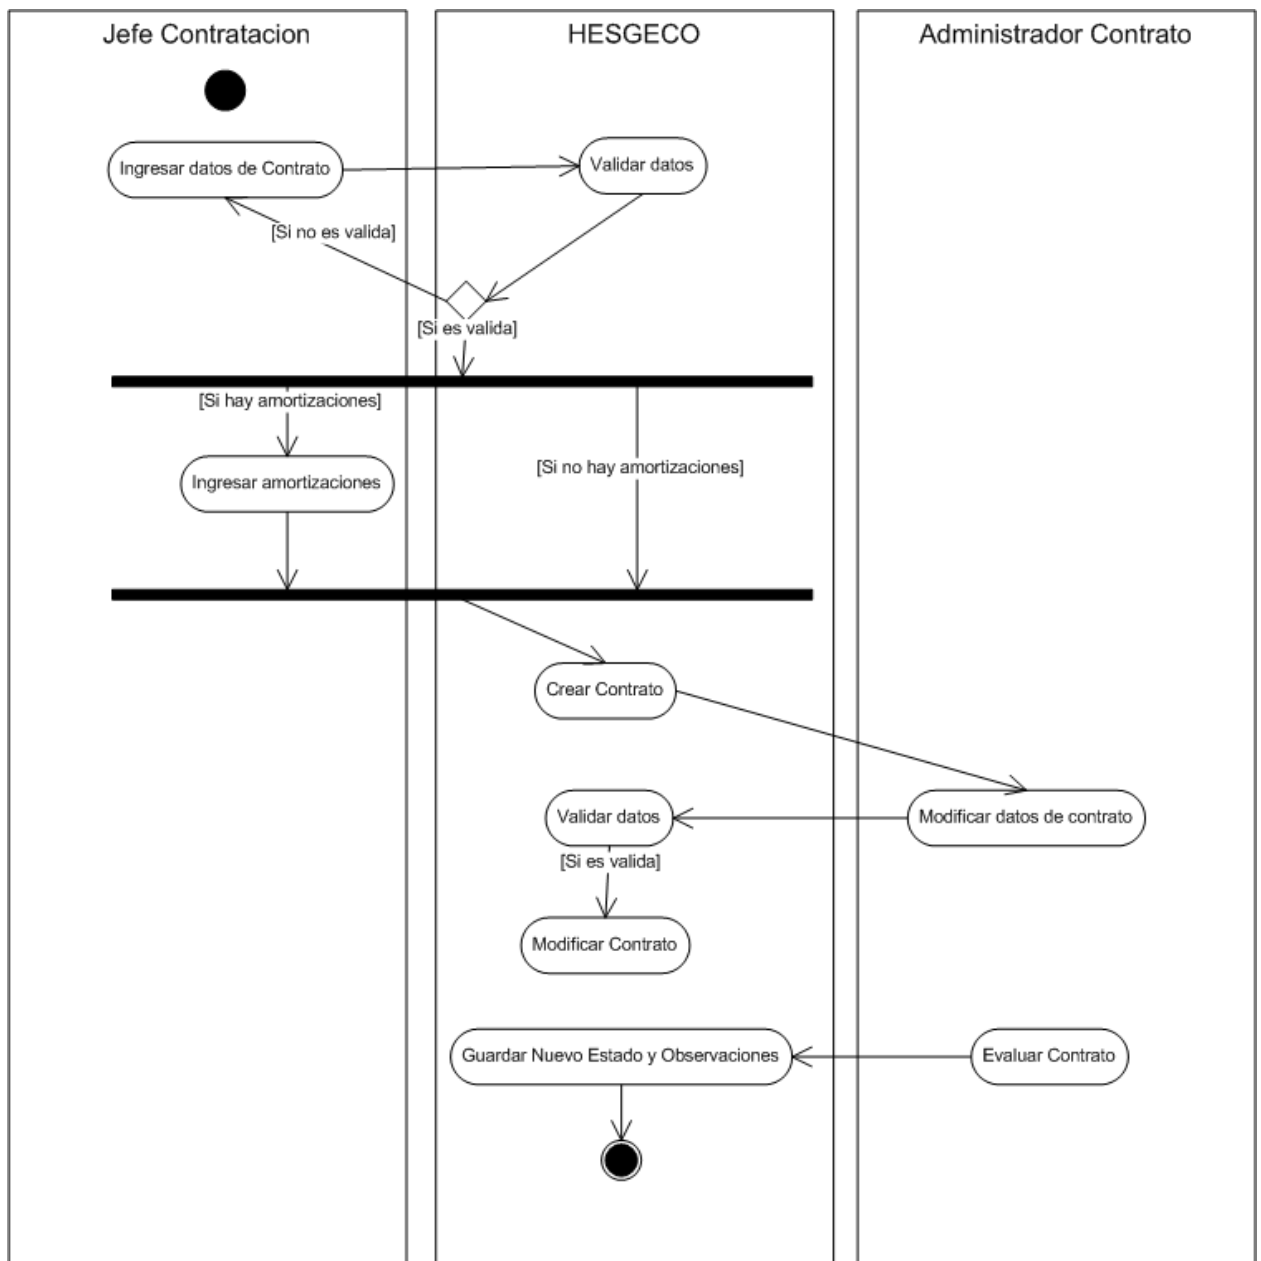 Jefe Contratacion
HESGECO
Administrador Contrato
Ingresar datos de Contrato
Validar datos
[Si no es valida]
[Si es valida]
[Si hay amortizaciones]
[Si no hay amortizaciones]
Ingresar amortizaciones
Crear Contrato
Validar datos
Modificar datos de contrato
[Si es valida]
Modificar Contrato
Guardar Nuevo Estado y Observaciones
Evaluar Contrato